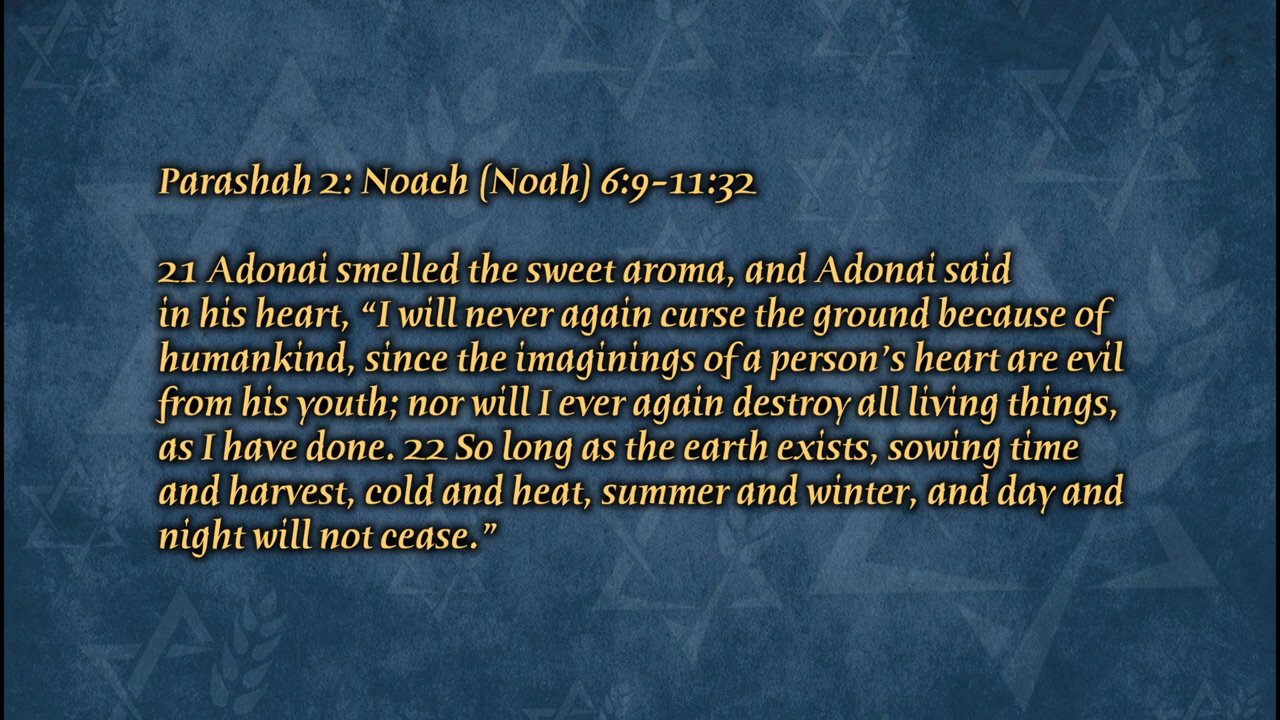 Parashah 2: Noach (Noah) 6:9–11:32
21 Adonai smelled the sweet aroma, and Adonai said
in his heart, “I will never again curse the ground because of
humankind, since the imaginings of a person’s heart are evil
from his youth; nor will I ever again destroy all living things,
as I have done. 22 So long as the earth exists, sowing time
and harvest, cold and heat, summer and winter, and day and
night will not cease.”